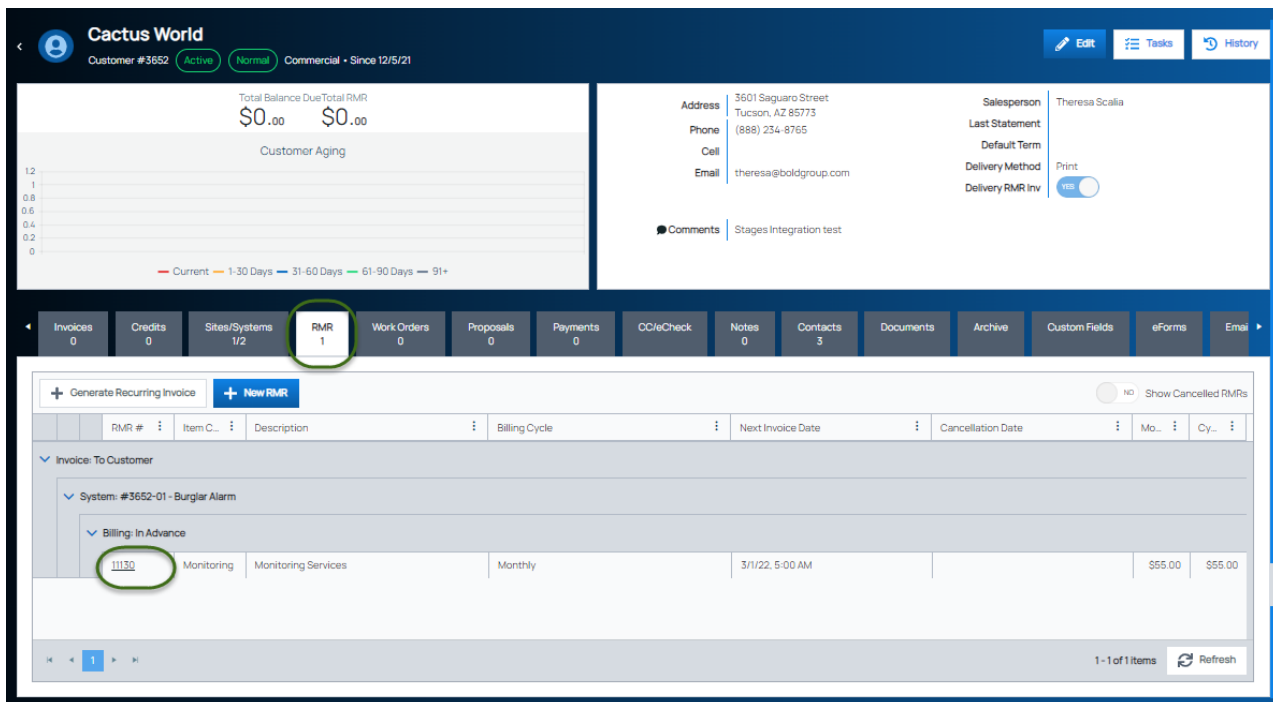 Cactus World
Customer #3652 Active Normal Commercial • Since 12/5/21
Edit Tasks History
Total Balance Due Total RMR
$0.00 $0.00
Customer Aging
1.2
1
0.8
0.6
0.4
0.2
0
Current 1-30 Days 31-60 Days 61-90 Days 91+
Address 3601 Saguaro Street
Tucson, AZ 85773
Phone (888) 234-8765
Cell
Email theresa@boldgroup.com
Comments Stages Integration test
Salesperson Theresa Scalia
Last Statement
Default Term
Delivery Method Print
Delivery RMR Inv YES
Invoices Credits Sites/Systems RMR Work Orders Proposals Payments CC/eCheck Notes Contacts Documents Archive Custom Fields eForms Emai
0 0 1/2 1 0 0 0 0 3
Generate Recurring Invoice New RMR NO Show Cancelled RMRs
RMR # Item C... Description Billing Cycle Next Invoice Date Cancellation Date Mo... Cy...
Invoice: To Customer
System: #3652-01 - Burglar Alarm
Billing: In Advance
11130 Monitoring Monitoring Services Monthly 3/1/22, 5:00 AM $55.00 $55.00
1 1 - 1 of 1 items Refresh